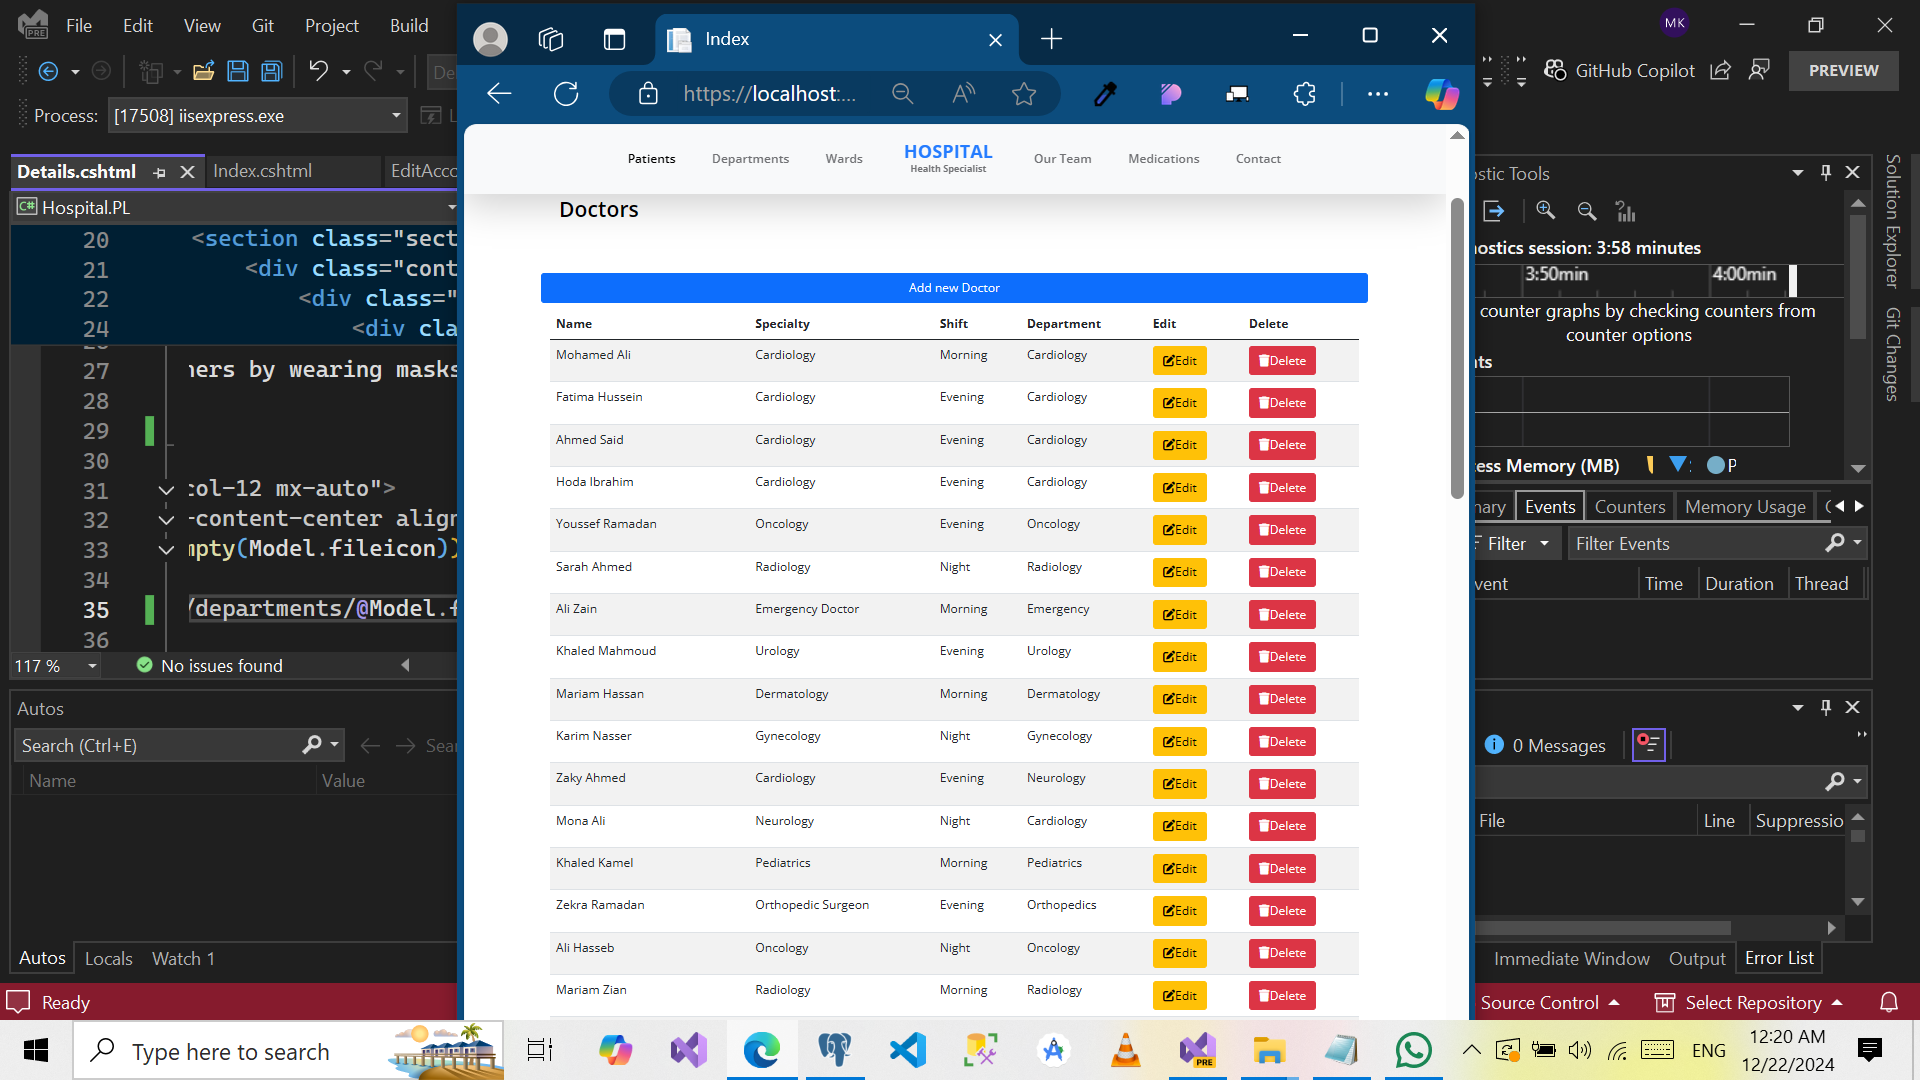 File Edit View Git Project Build
Process: [17508] iisexpress.exe
Details.cshtml Index.cshtml EditAcco
C# Hospital.PL
20 <section class="sect
21 <div class="cont
22 <div class="
24 <div cla
27 ners by wearing masks
28
29
30
31 col-12 mx-auto">
32 -content-center align
33 mpty(Model.fileicon))
34
35 /departments/@Model.f
36
117 % No issues found
Autos
Search (Ctrl+E) Sea
Name Value
Autos Locals Watch 1
Ready
Index
https://localhost:...
Patients Departments Wards HOSPITAL Our Team Medications Contact
Health Specialist
Doctors
Add new Doctor
Name Specialty Shift Department Edit Delete
Mohamed Ali Cardiology Morning Cardiology Edit Delete
Fatima Hussein Cardiology Evening Cardiology Edit Delete
Ahmed Said Cardiology Evening Cardiology Edit Delete
Hoda Ibrahim Cardiology Evening Cardiology Edit Delete
Youssef Ramadan Oncology Evening Oncology Edit Delete
Sarah Ahmed Radiology Night Radiology Edit Delete
Ali Zain Emergency Doctor Morning Emergency Edit Delete
Khaled Mahmoud Urology Evening Urology Edit Delete
Mariam Hassan Dermatology Morning Dermatology Edit Delete
Karim Nasser Gynecology Night Gynecology Edit Delete
Zaky Ahmed Cardiology Evening Neurology Edit Delete
Mona Ali Neurology Night Cardiology Edit Delete
Khaled Kamel Pediatrics Morning Pediatrics Edit Delete
Zekra Ramadan Orthopedic Surgeon Evening Orthopedics Edit Delete
Ali Hasseb Oncology Night Oncology Edit Delete
Mariam Zian Radiology Morning Radiology Edit Delete
MK
GitHub Copilot PREVIEW
ostic Tools
nostics session: 3:58 minutes
3:50min 4:00min
counter graphs by checking counters from
counter options
ts
ess Memory (MB) P
nary Events Counters Memory Usage
Filter Filter Events
vent Time Duration Thread
0 Messages
File Line Suppressio
Immediate Window Output Error List
Source Control Select Repository
Solution Explorer
Git Changes
Type here to search
PRE
ENG
12:20 AM
12/22/2024